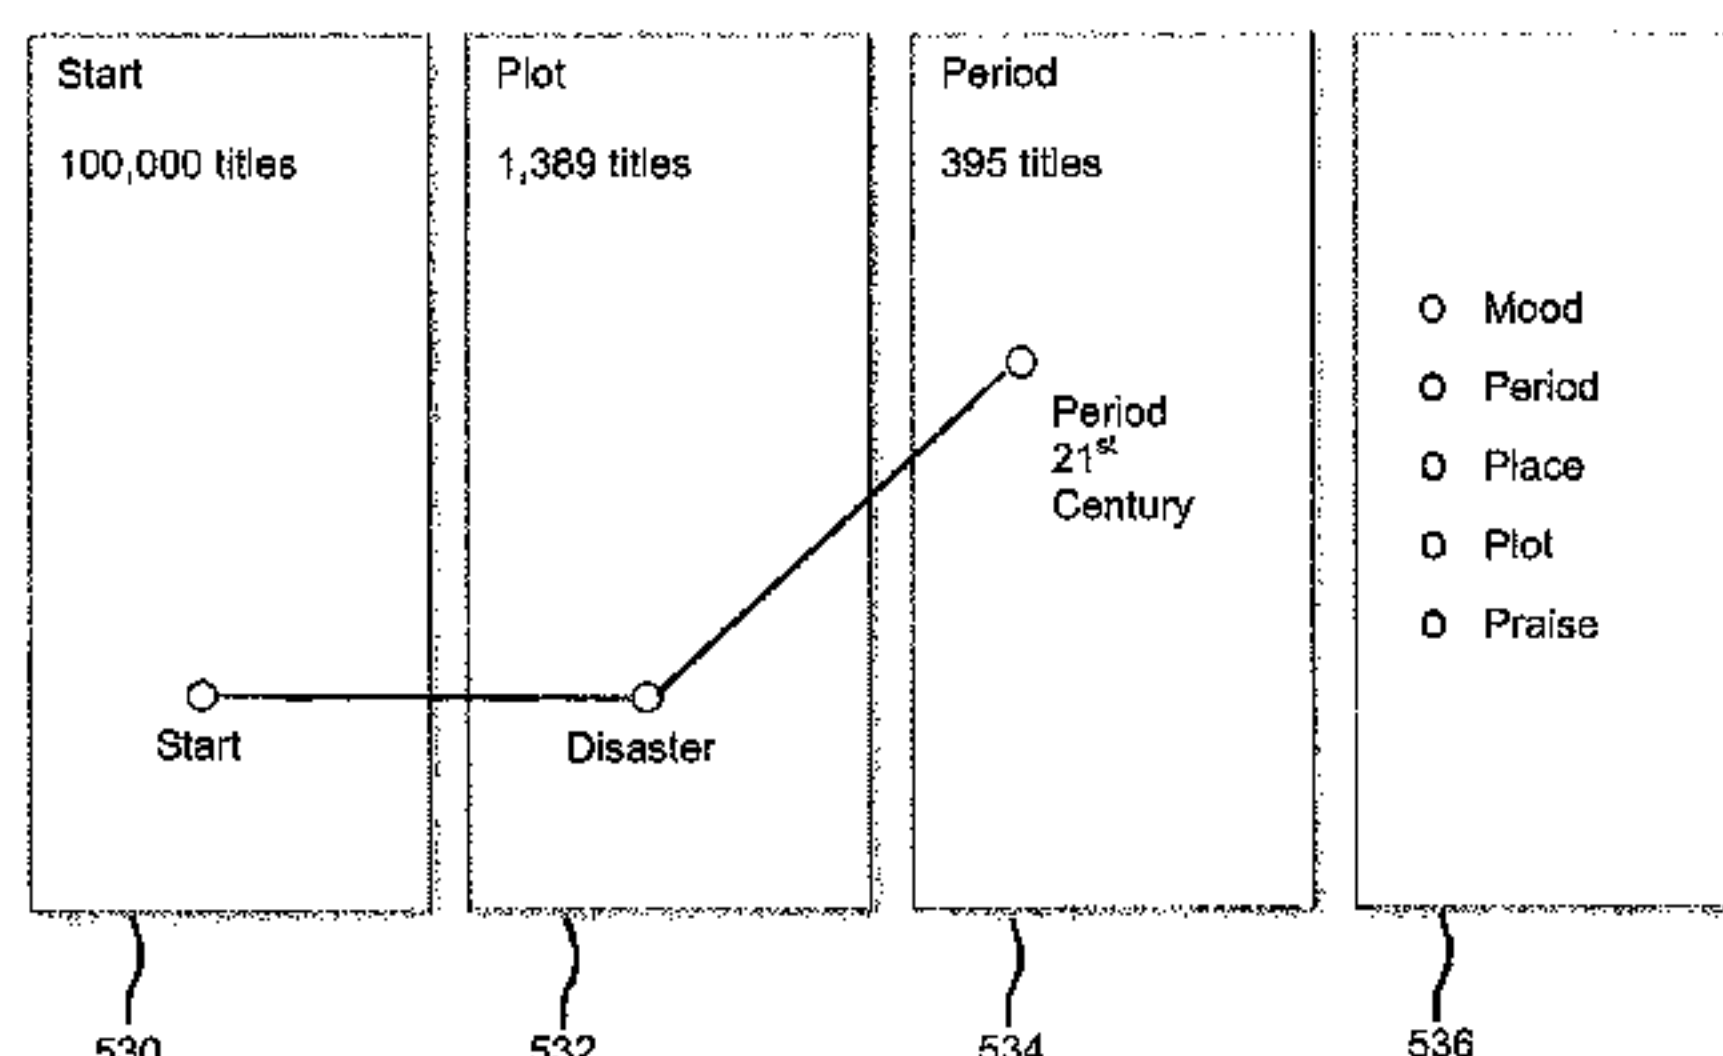 Start
100,000 titles
Start
Plot
1,389 titles
Disaster
Period
395 titles
Period
21st
Century
Mood
Period
Place
Plot
Praise
530
532
534
536